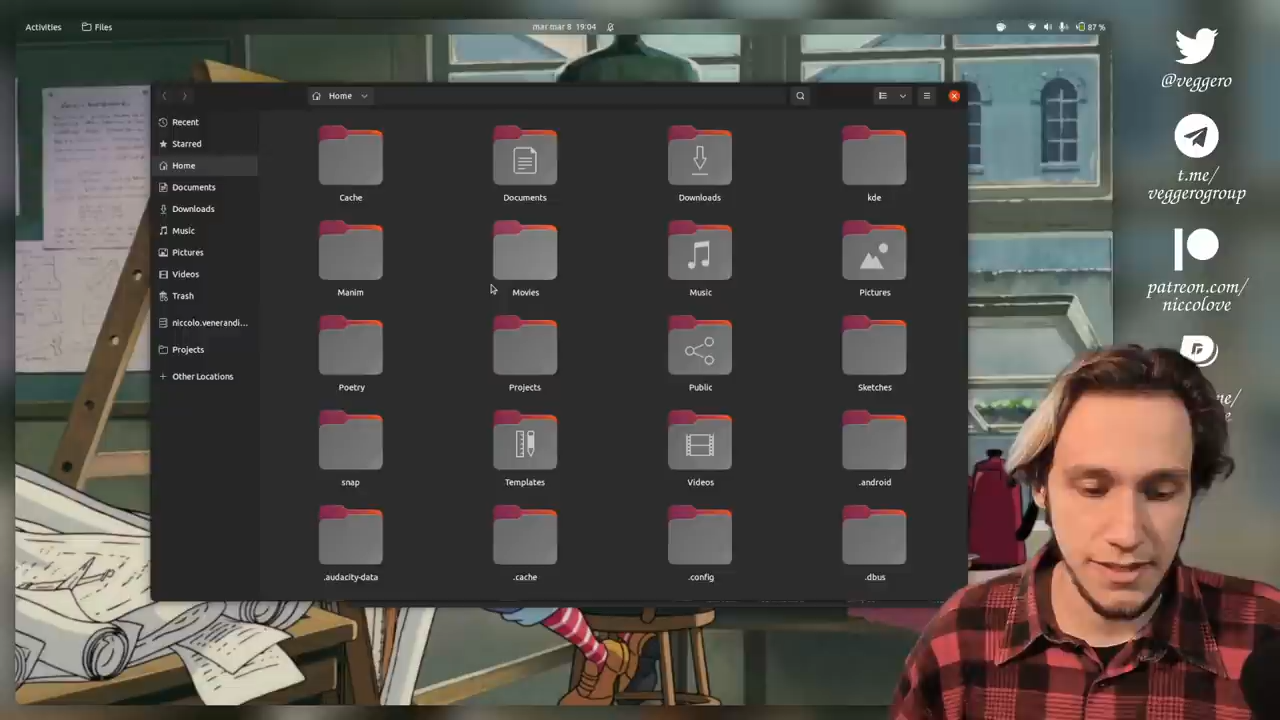 Activities
Files
mar mar 8 19:04
87 %
@veggero
t.me/
veggerogroup
patreon.com/
niccolove
Home
Recent
Starred
Home
Documents
Downloads
Music
Pictures
Videos
Trash
niccolo.venerandi...
Projects
Other Locations
Cache
Documents
Downloads
kde
Manim
Movies
Music
Pictures
Poetry
Projects
Public
Sketches
snap
Templates
Videos
.android
.audacity-data
.cache
.config
.dbus